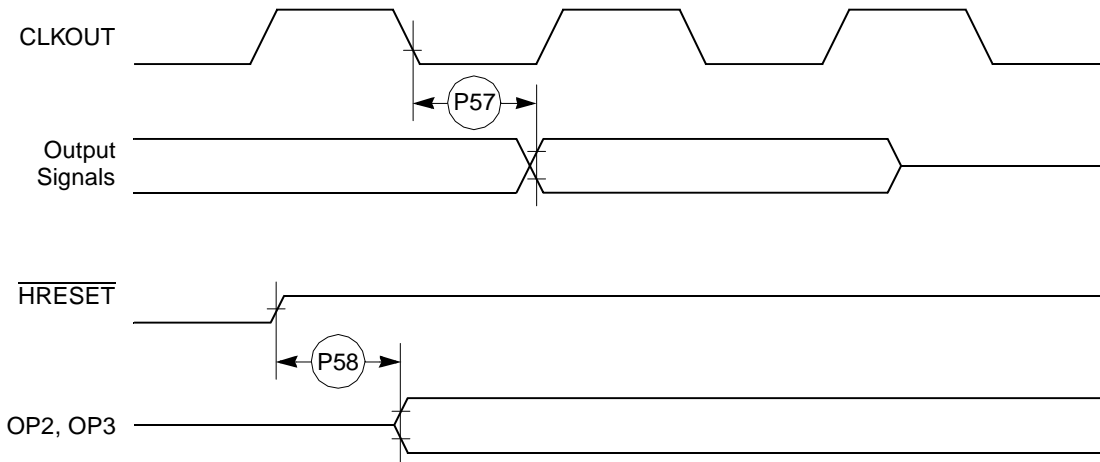 CLKOUT
P57
Output
Signals
HRESET
P58
OP2, OP3